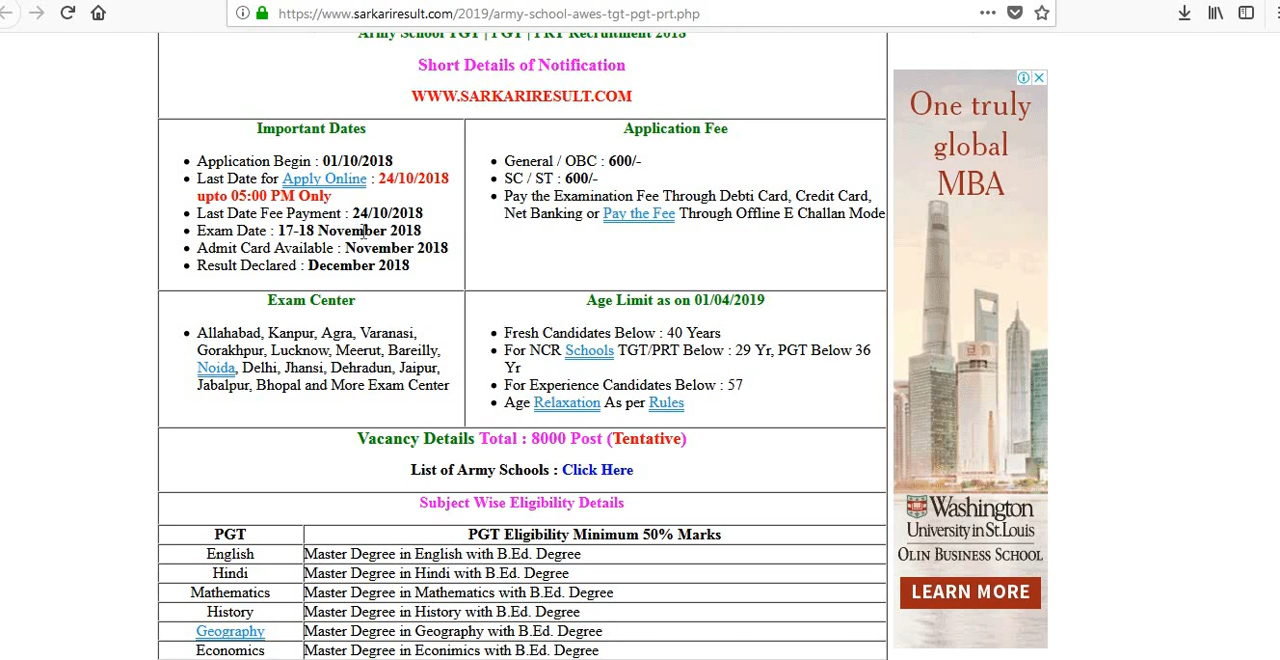 https://www.sarkariresult.com/2019/army-school-awes-tgt-pgt-prt.php
Army School TGT | PGT | PRT Recruitment 2018
Short Details of Notification
WWW.SARKARIRESULT.COM
Important Dates
Application Begin : 01/10/2018
Last Date for Apply Online : 24/10/2018
upto 05:00 PM Only
Last Date Fee Payment : 24/10/2018
Exam Date : 17-18 November 2018
Admit Card Available : November 2018
Result Declared : December 2018
Application Fee
General / OBC : 600/-
SC / ST : 600/-
Pay the Examination Fee Through Debti Card, Credit Card,
Net Banking or Pay the Fee Through Offline E Challan Mode
Exam Center
Allahabad, Kanpur, Agra, Varanasi,
Gorakhpur, Lucknow, Meerut, Bareilly,
Noida, Delhi, Jhansi, Dehradun, Jaipur,
Jabalpur, Bhopal and More Exam Center
Age Limit as on 01/04/2019
Fresh Candidates Below : 40 Years
For NCR Schools TGT/PRT Below : 29 Yr, PGT Below 36
Yr
For Experience Candidates Below : 57
Age Relaxation As per Rules
Vacancy Details Total : 8000 Post (Tentative)
List of Army Schools : Click Here
Subject Wise Eligibility Details
PGT PGT Eligibility Minimum 50% Marks
English Master Degree in English with B.Ed. Degree
Hindi Master Degree in Hindi with B.Ed. Degree
Mathematics Master Degree in Mathematics with B.Ed. Degree
History Master Degree in History with B.Ed. Degree
Geography Master Degree in Geography with B.Ed. Degree
Economics Master Degree in Econimics with B.Ed. Degree
One truly
global
MBA
Washington
University in St. Louis
OLIN BUSINESS SCHOOL
LEARN MORE